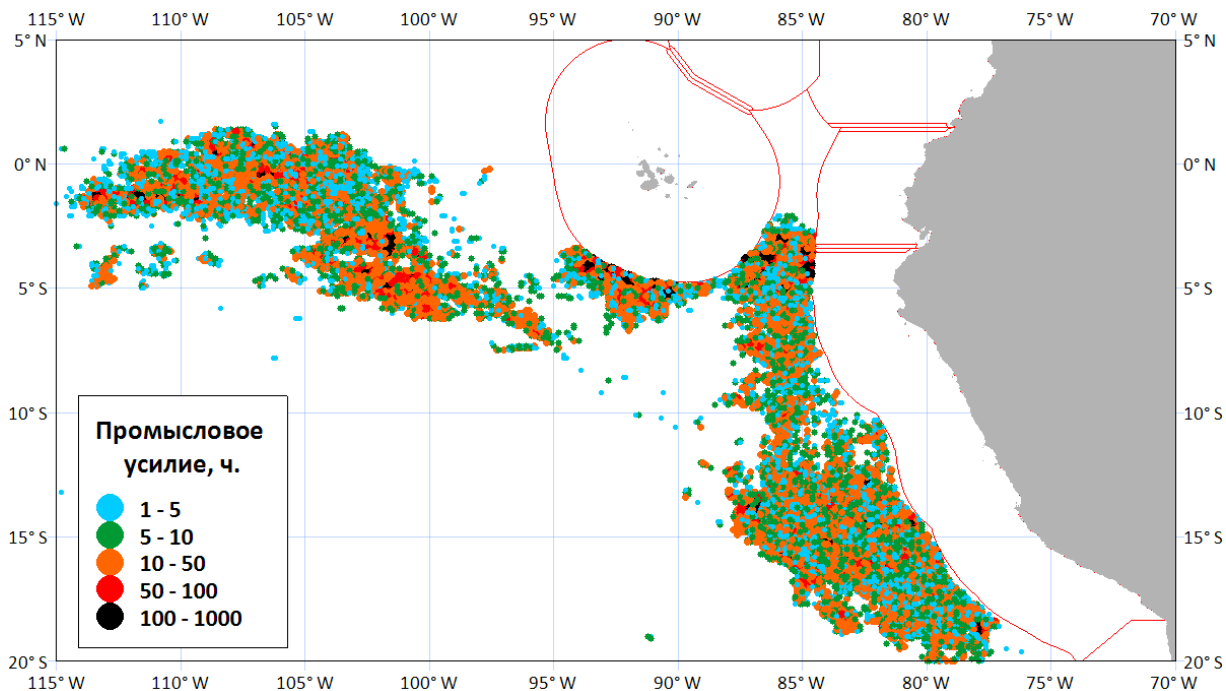 115° W 110° W 105° W 100° W 95° W 90° W 85° W 80° W 75° W 70° W
5° N 5° N
0° N 0° N
5° S 5° S
10° S 10° S
Промысловое
усилие, ч.
1 - 5
5 - 10
10 - 50
50 - 100
100 - 1000
15° S 15° S
20° S 20° S
115° W 110° W 105° W 100° W 95° W 90° W 85° W 80° W 75° W 70° W